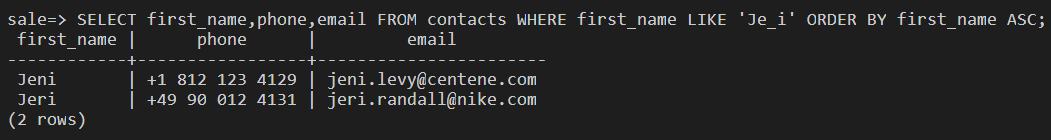 sale=> SELECT first_name,phone,email FROM contacts WHERE first_name LIKE 'Je_i' ORDER BY first_name ASC;
 first_name |      phone      |         email
------------+-----------------+-----------------------
 Jeni       | +1 812 123 4129 | jeni.levy@centene.com
 Jeri       | +49 90 012 4131 | jeri.randall@nike.com
(2 rows)